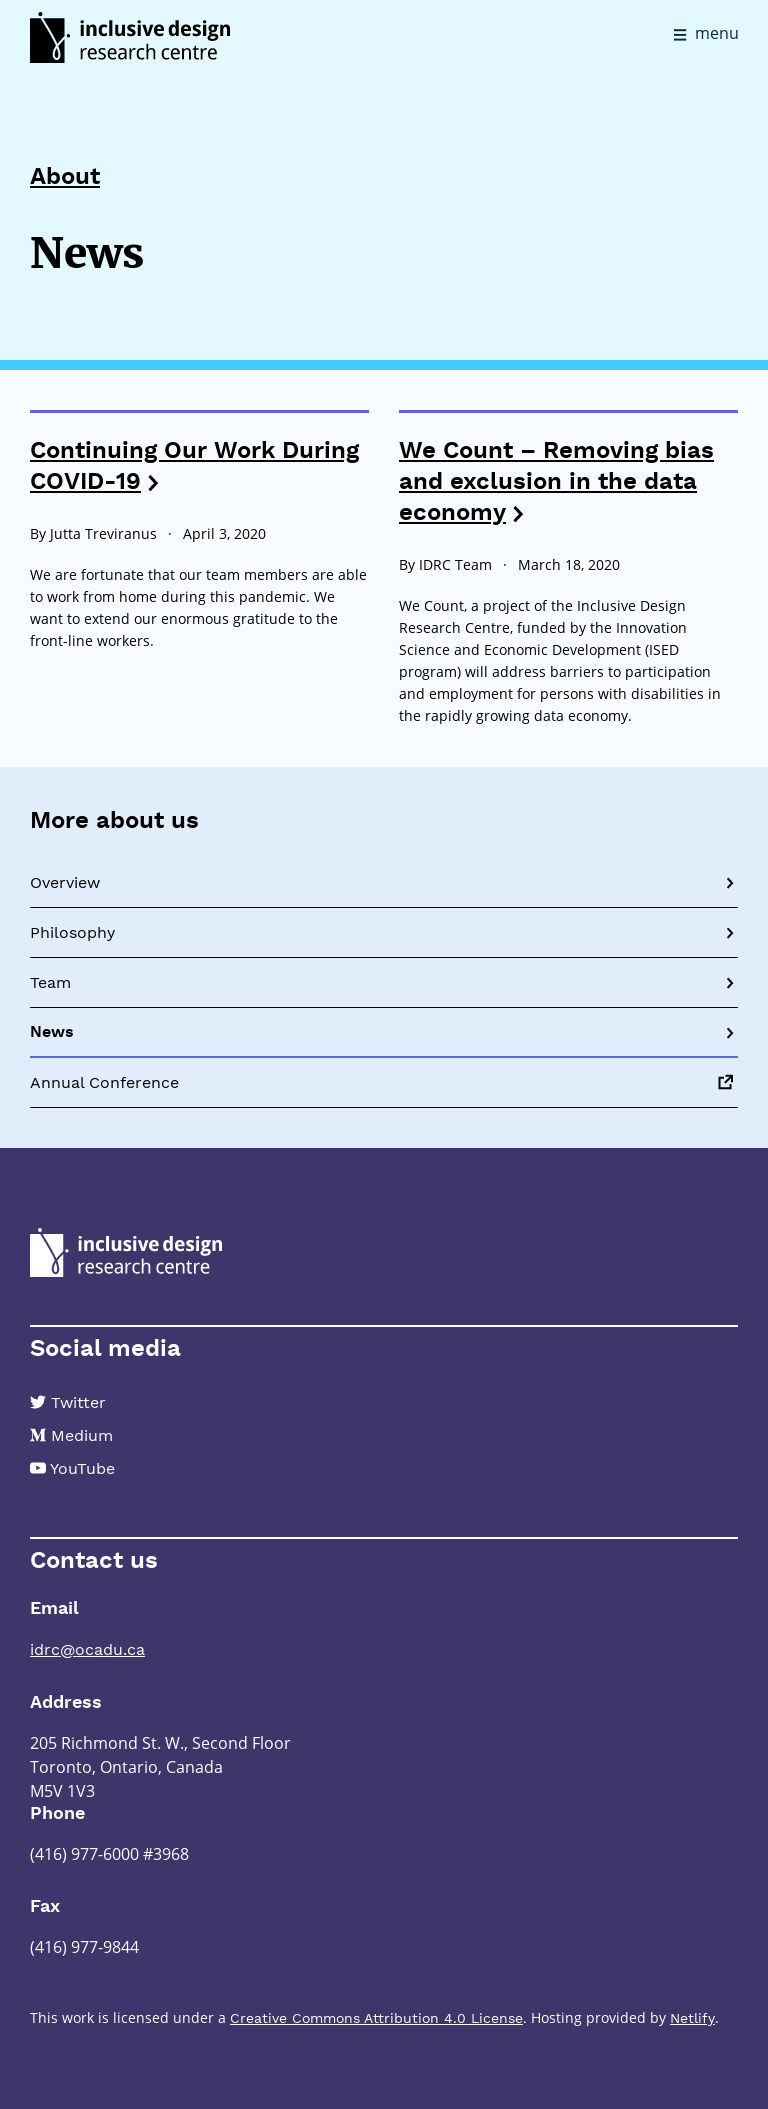 inclusive design
research centre
menu
About
News
Continuing Our Work During
COVID-19
By Jutta Treviranus · April 3, 2020
We are fortunate that our team members are able
to work from home during this pandemic. We
want to extend our enormous gratitude to the
front-line workers.
We Count – Removing bias
and exclusion in the data
economy
By IDRC Team · March 18, 2020
We Count, a project of the Inclusive Design
Research Centre, funded by the Innovation
Science and Economic Development (ISED
program) will address barriers to participation
and employment for persons with disabilities in
the rapidly growing data economy.
More about us
Overview
Philosophy
Team
News
Annual Conference
inclusive design
research centre
Social media
Twitter
Medium
YouTube
Contact us
Email
idrc@ocadu.ca
Address
205 Richmond St. W., Second Floor
Toronto, Ontario, Canada
M5V 1V3
Phone
(416) 977-6000 #3968
Fax
(416) 977-9844
This work is licensed under a Creative Commons Attribution 4.0 License. Hosting provided by Netlify.